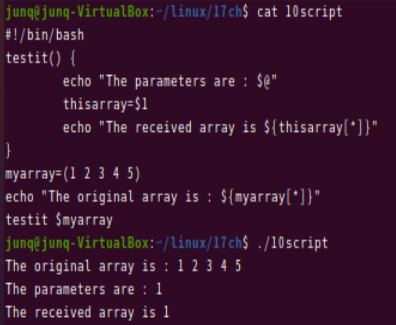 junq@junq-VirtualBox:~/linux/17ch$ cat 10script
#!/bin/bash
testit() {
        echo "The parameters are : $@"
        thisarray=$1
        echo "The received array is ${thisarray[*]}"
}
myarray=(1 2 3 4 5)
echo "The original array is : ${myarray[*]}"
testit $myarray
junq@junq-VirtualBox:~/linux/17ch$ ./10script
The original array is : 1 2 3 4 5
The parameters are : 1
The received array is 1